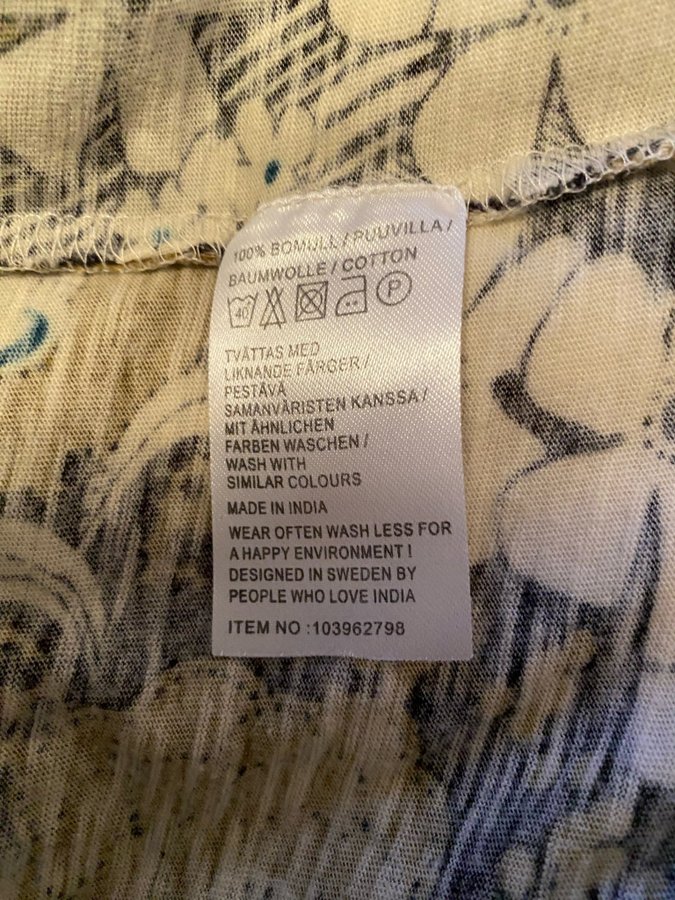 100% BOMULL / PUUVILLA /
BAUMWOLLE / COTTON
40 P
TVÄTTAS MED
LIKNANDE FÄRGER /
PESTÄVÄ
SAMANVÄRISTEN KANSSA /
MIT ÄHNLICHEN
FARBEN WASCHEN /
WASH WITH
SIMILAR COLOURS
MADE IN INDIA
WEAR OFTEN WASH LESS FOR
A HAPPY ENVIRONMENT !
DESIGNED IN SWEDEN BY
PEOPLE WHO LOVE INDIA
ITEM NO :103962798